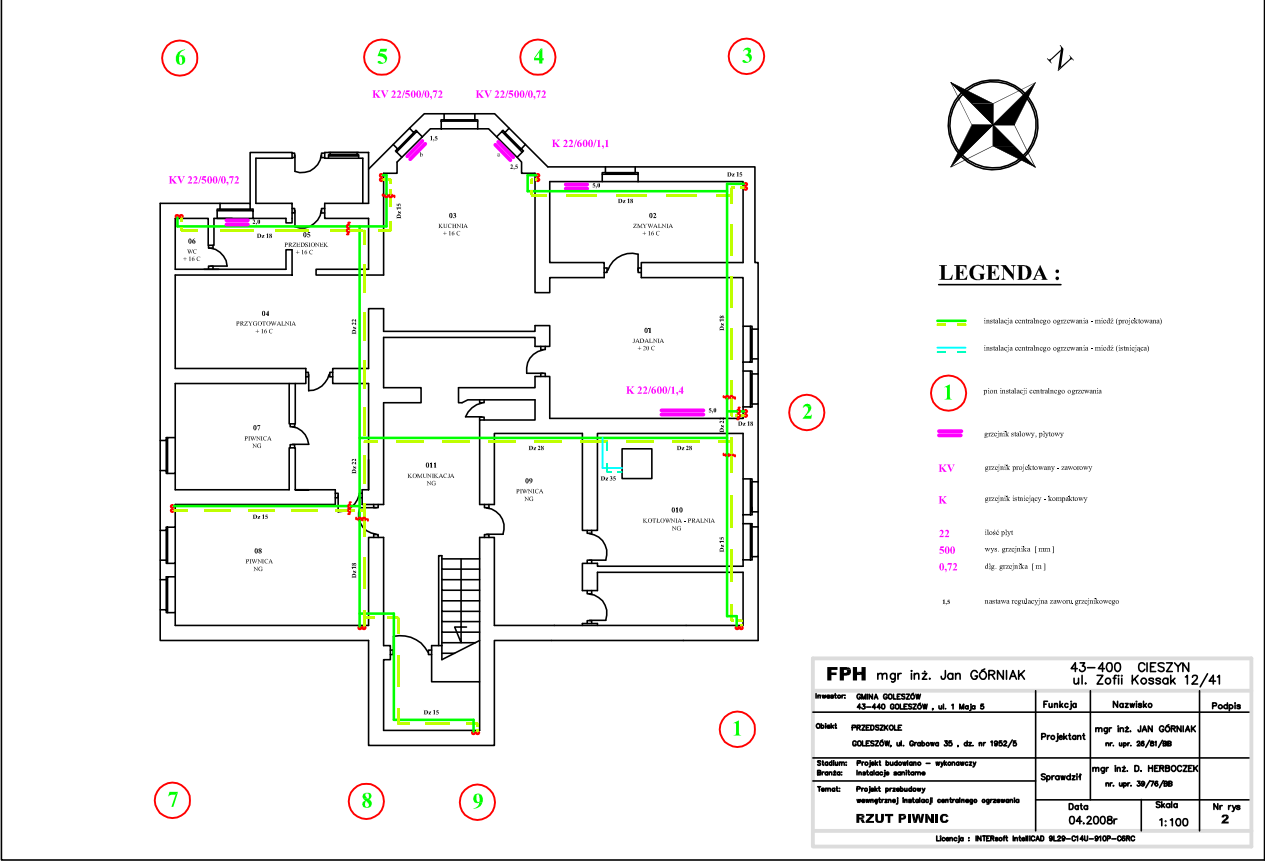 6
5
4
3
N
KV 22/500/0,72
KV 22/500/0,72
K 22/600/1,1
KV 22/500/0,72
1,5
b
a
2,5
5,0
Dz 15
Dz 18
Dz 15
2,0
Dz 18
03
KUCHNIA
+ 16 C
02
ZMYWALNIA
+ 16 C
05
PRZEDSIONEK
+ 16 C
06
WC
+ 16 C
04
PRZYGOTOWALNIA
+ 16 C
Dz 22
01
JADALNIA
+ 20 C
Dz 18
K 22/600/1,4
5,0
Dz 18
Dz 22
2
07
PIWNICA
NG
Dz 22
011
KOMUNIKACJA
NG
Dz 28
Dz 28
Dz 35
09
PIWNICA
NG
010
KOTŁOWNIA - PRALNIA
NG
Dz 15
Dz 15
08
PIWNICA
NG
Dz 18
Dz 15
1
7
8
9
LEGENDA :
instalacja centralnego ogrzewania - miedź (projektowana)
instalacja centralnego ogrzewania - miedź (istniejąca)
1
pion instalacji centralnego ogrzewania
grzejnik stalowy, płytowy
KV
grzejnik projektowany - zaworowy
K
grzejnik istniejący - kompaktowy
22
ilość płyt
500
wys. grzejnika [ mm ]
0,72
dłg. grzejnika [ m ]
1,5
nastawa regulacyjna zaworu grzejnikowego
FPH mgr inż. Jan GÓRNIAK
43-400 CIESZYN
ul. Zofii Kossak 12/41
Inwestor: GMINA GOLESZÓW
43-440 GOLESZÓW , ul. 1 Maja 5
Funkcja
Nazwisko
Podpis
Obiekt PRZEDSZKOLE
GOLESZÓW, ul. Grabowa 35 , dz. nr 1952/5
Projektant
mgr inż. JAN GÓRNIAK
nr. upr. 26/81/BB
Stadium: Projekt budowlano - wykonawczy
Branża: Instalacje sanitarne
Sprawdził
mgr inż. D. HERBOCZEK
nr. upr. 39/76/BB
Temat: Projekt przebudowy
wewnętrznej instalacji centralnego ogrzewania
RZUT PIWNIC
Data
04.2008r
Skala
1:100
Nr rys
2
Licencja : INTERsoft IntelliCAD 9L29-C14U-910P-C6RC